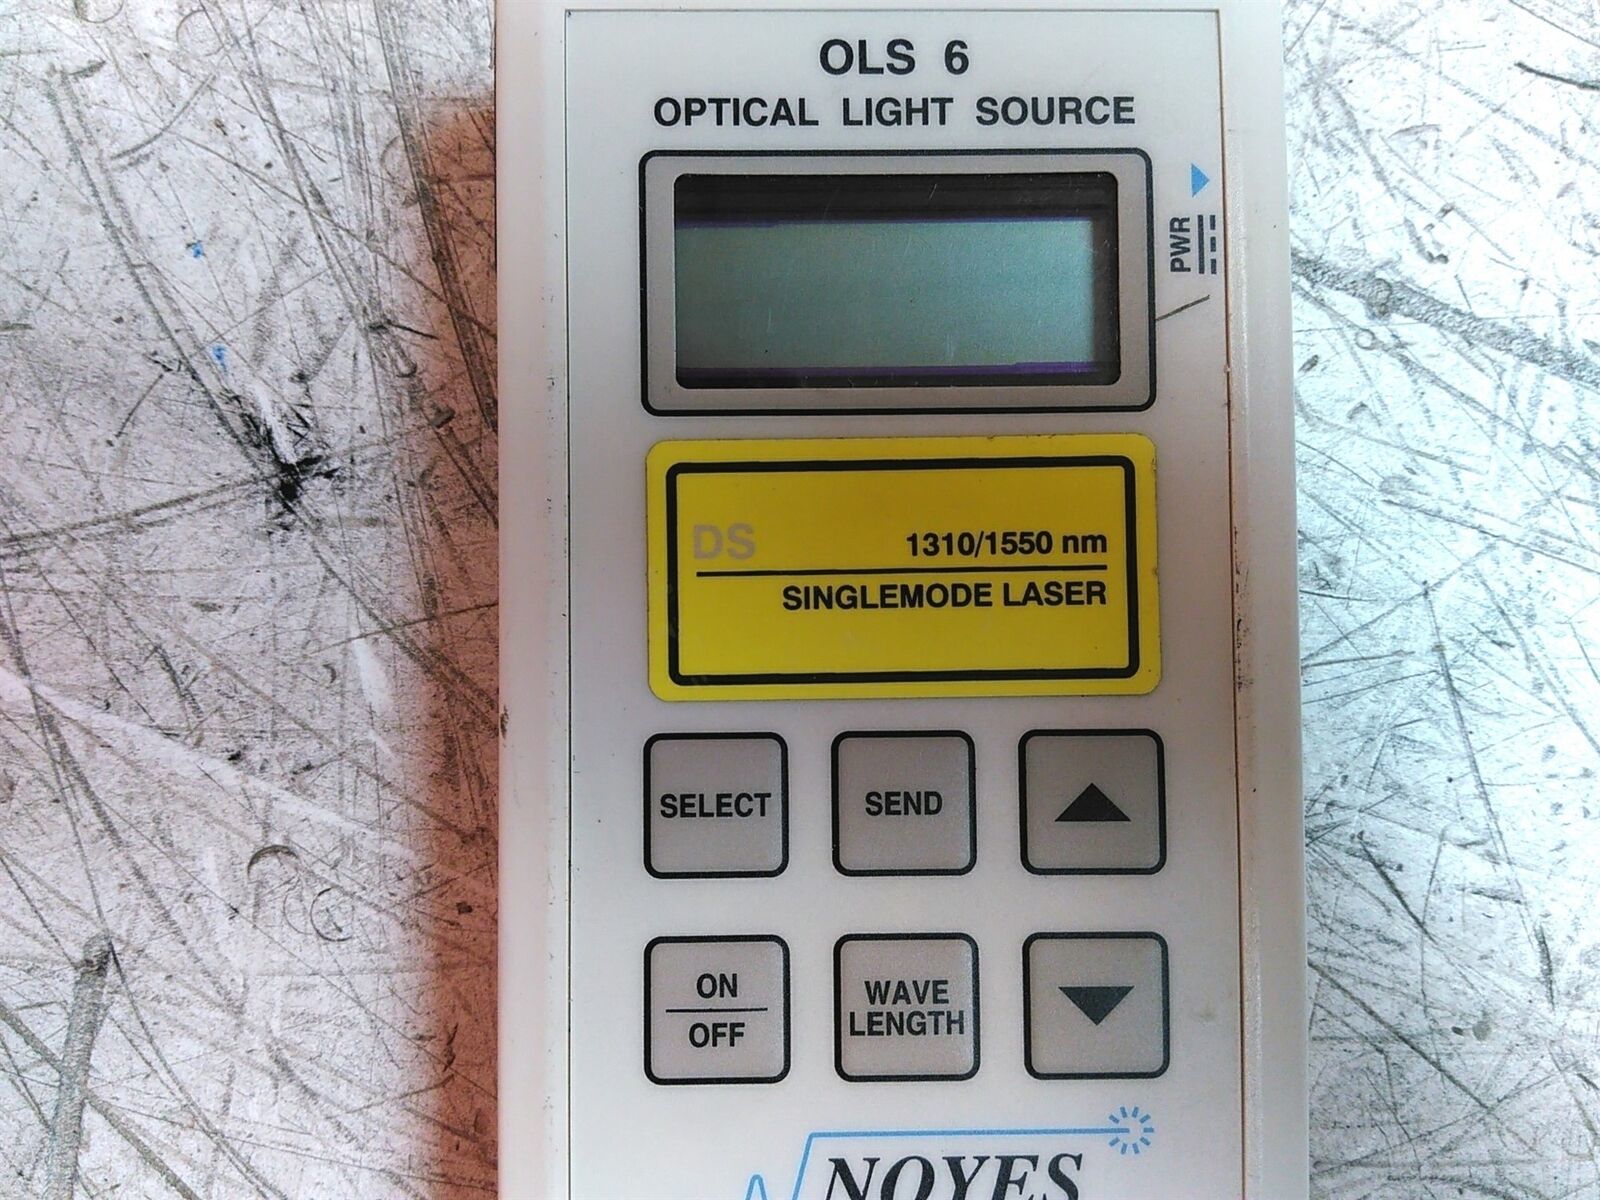 OLS 6
OPTICAL LIGHT SOURCE
PWR
DS 1310/1550 nm
SINGLEMODE LASER
SELECT SEND
ON
OFF
WAVE
LENGTH
NOYES